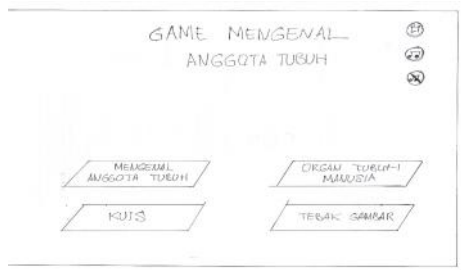 GAME MENGENAL
ANGGOTA TUBUH
MENGENAL
ANGGOTA TUBUH
ORGAN TUBUH
MANUSIA
KUIS
TEBAK GAMBAR